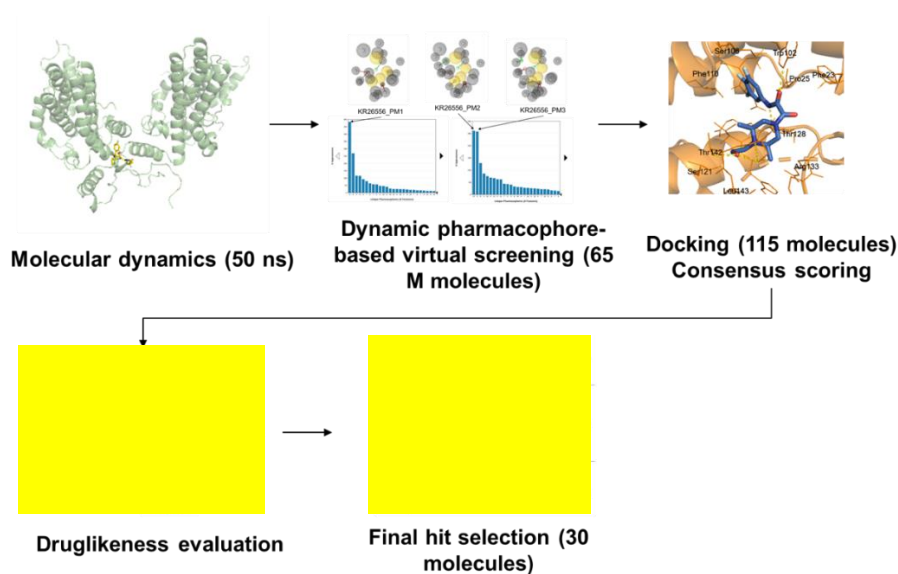 KR26556_PM1
KR26556_PM2
KR26556_PM3
Ser106
Trp102
Phe110
Pro25
Phe23
Thr128
Thr142
Ser121
Arg133
Leu143
Molecular dynamics (50 ns)
Dynamic pharmacophore-
based virtual screening (65
M molecules)
Docking (115 molecules)
Consensus scoring
Druglikeness evaluation
Final hit selection (30
molecules)